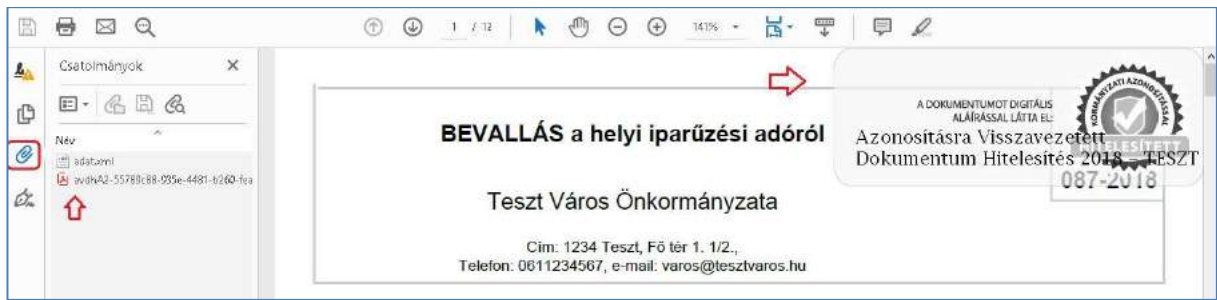 1 / 12
141%
Csatolmányok
Név
adat.xml
avdhA2-55789c88-935e-4481-b260-fea
BEVALLÁS a helyi iparűzési adóról
Teszt Város Önkormányzata
Cím: 1234 Teszt, Fő tér 1. 1/2.,
Telefon: 0611234567, e-mail: varos@tesztvaros.hu
A DOKUMENTUMOT DIGITÁLIS
ALÁÍRÁSSAL LÁTTA EL:
Azonosításra Visszavezetett
Dokumentum Hitelesítés 2018 – TESZT
KORMÁNYZATI AZONOSÍTÁSSAL
HITELESÍTETT
087-2018